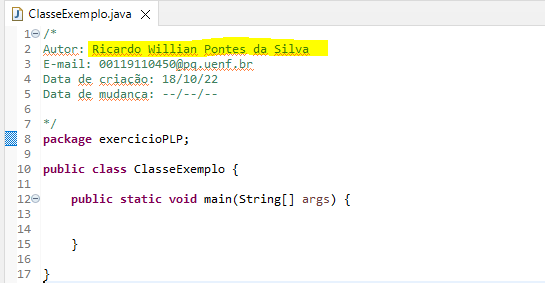 ClasseExemplo.java
1 /*
2 Autor: Ricardo Willian Pontes da Silva
3 E-mail: 00119110450@pq.uenf.br
4 Data de criação: 18/10/22
5 Data de mudança: --/--/--
6
7 */
8 package exercicioPLP;
9
10 public class ClasseExemplo {
11
12 public static void main(String[] args) {
13
14
15 }
16
17 }